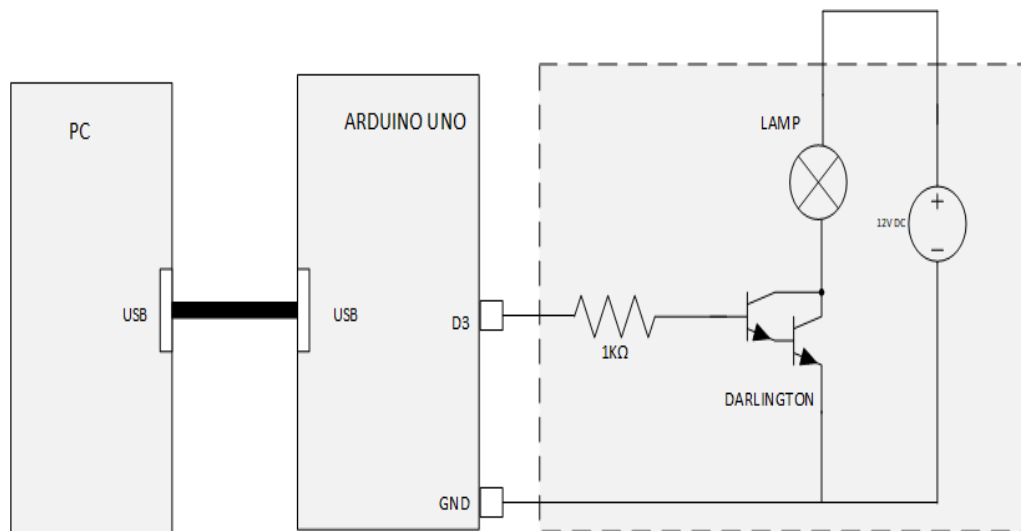 PC
ARDUINO UNO
LAMP
12V DC
+
−
USB
USB
D3
1KΩ
DARLINGTON
GND